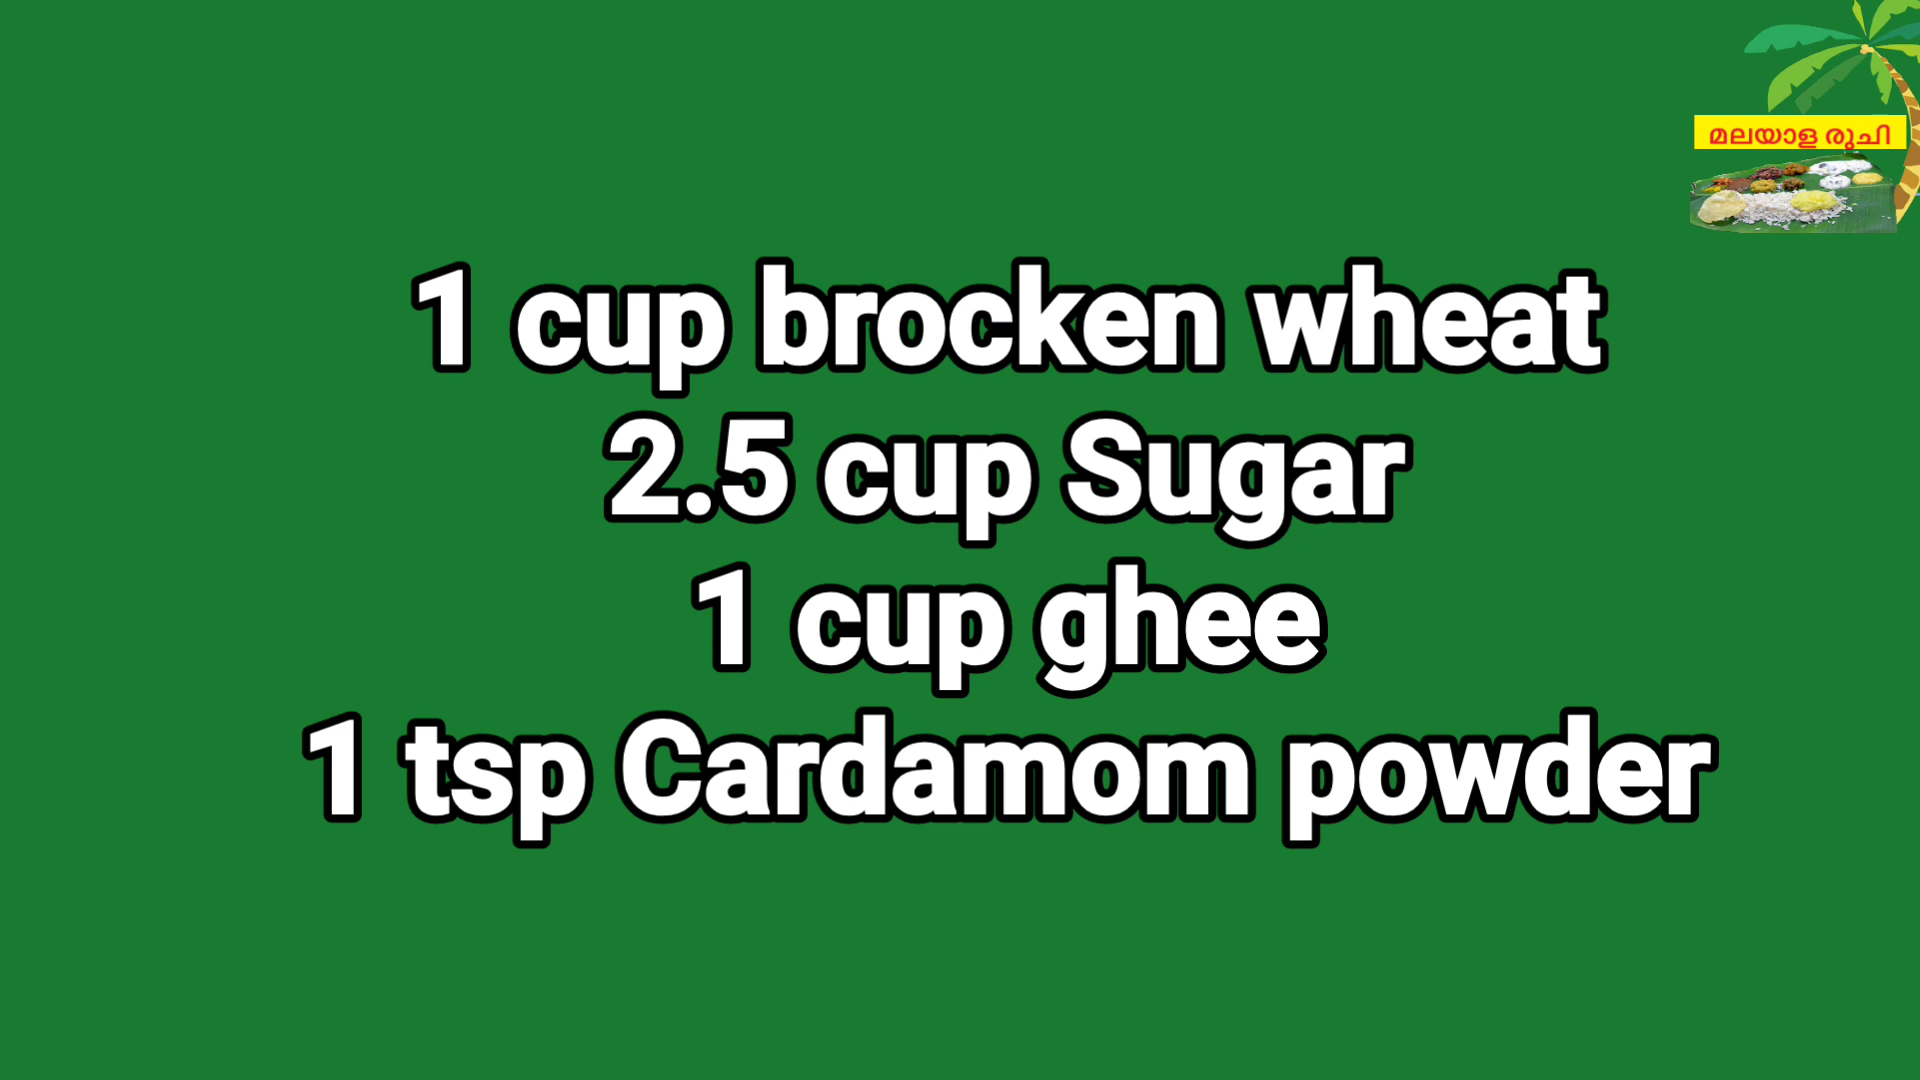 മലയാള രുചി
1 cup brocken wheat
2.5 cup Sugar
1 cup ghee
1 tsp Cardamom powder